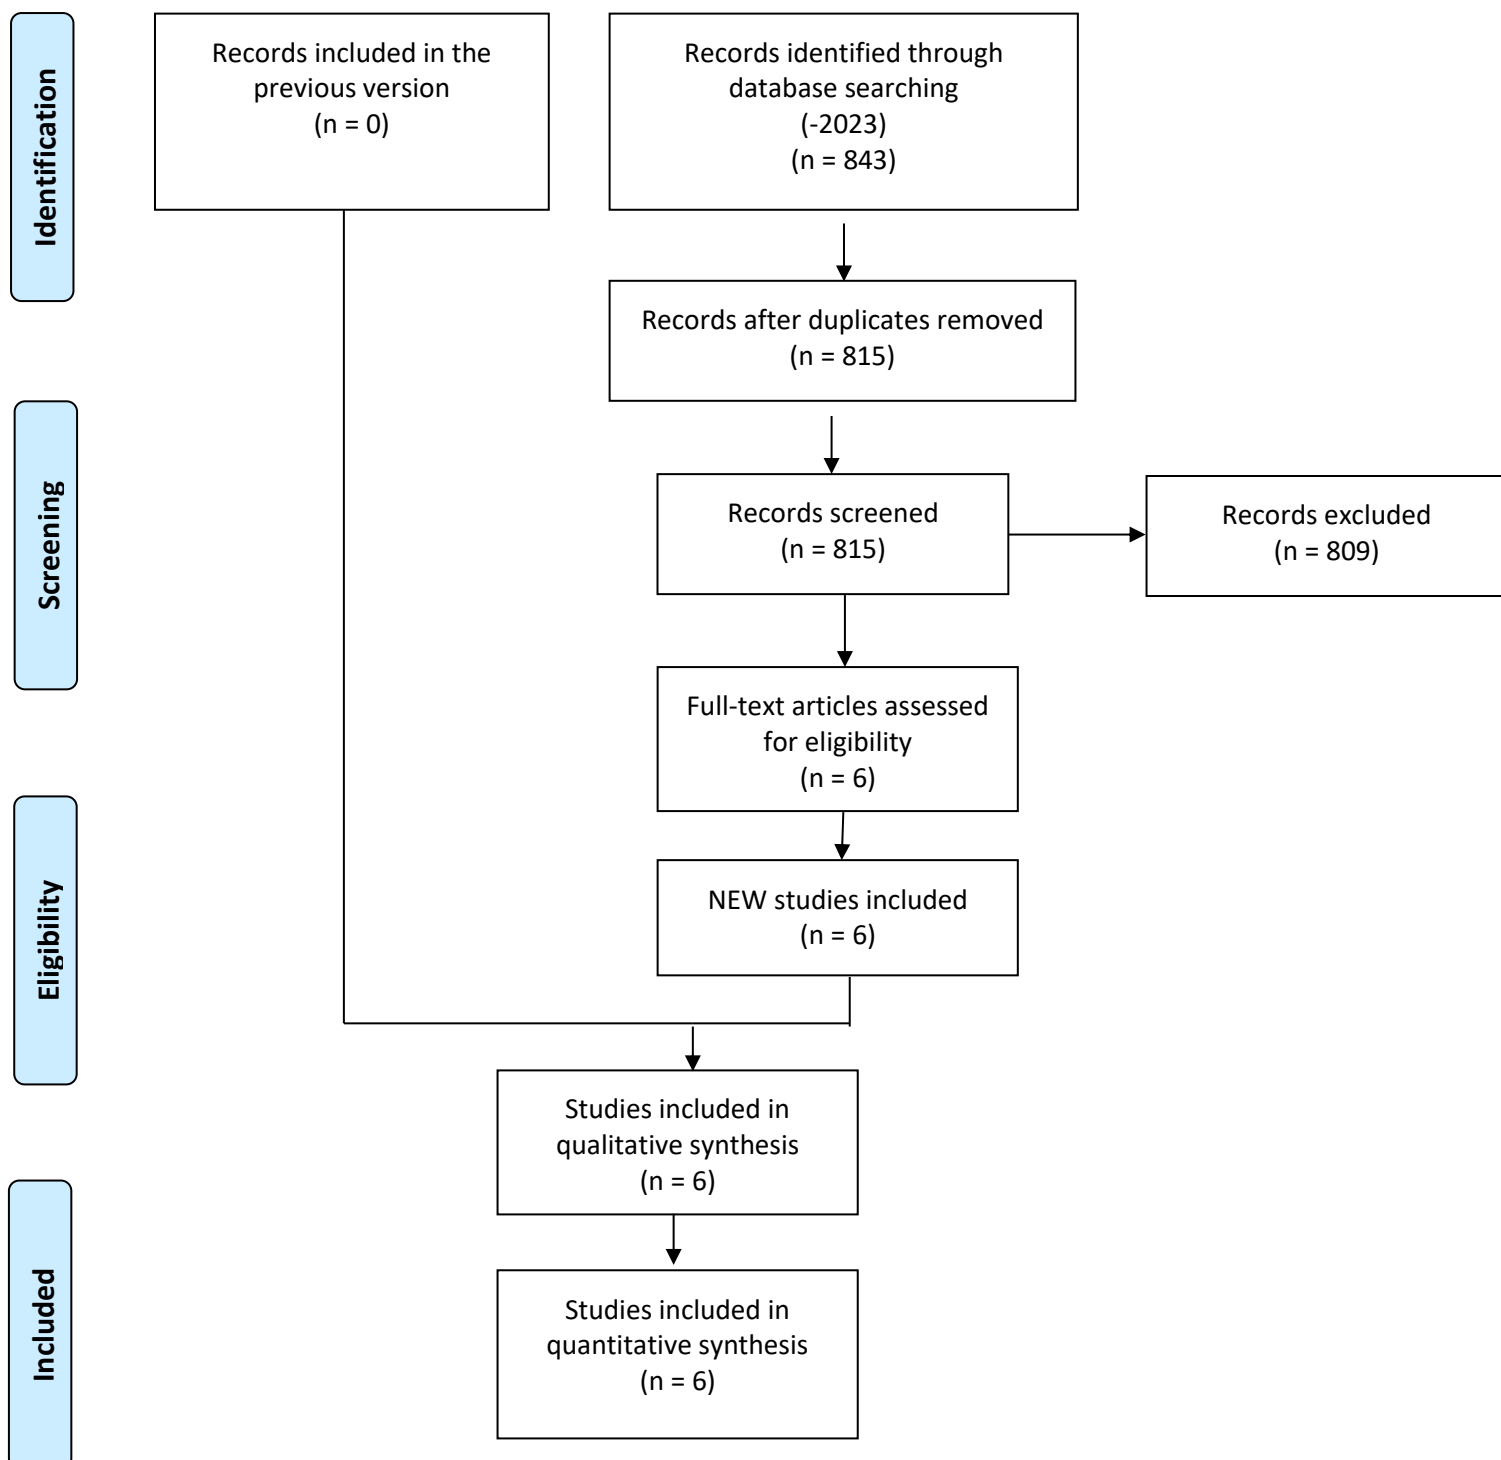 Identification
Records included in the
previous version
(n = 0)
Records identified through
database searching
(-2023)
(n = 843)
Records after duplicates removed
(n = 815)
Screening
Records screened
(n = 815)
Records excluded
(n = 809)
Full-text articles assessed
for eligibility
(n = 6)
Eligibility
NEW studies included
(n = 6)
Studies included in
qualitative synthesis
(n = 6)
Included
Studies included in
quantitative synthesis
(n = 6)